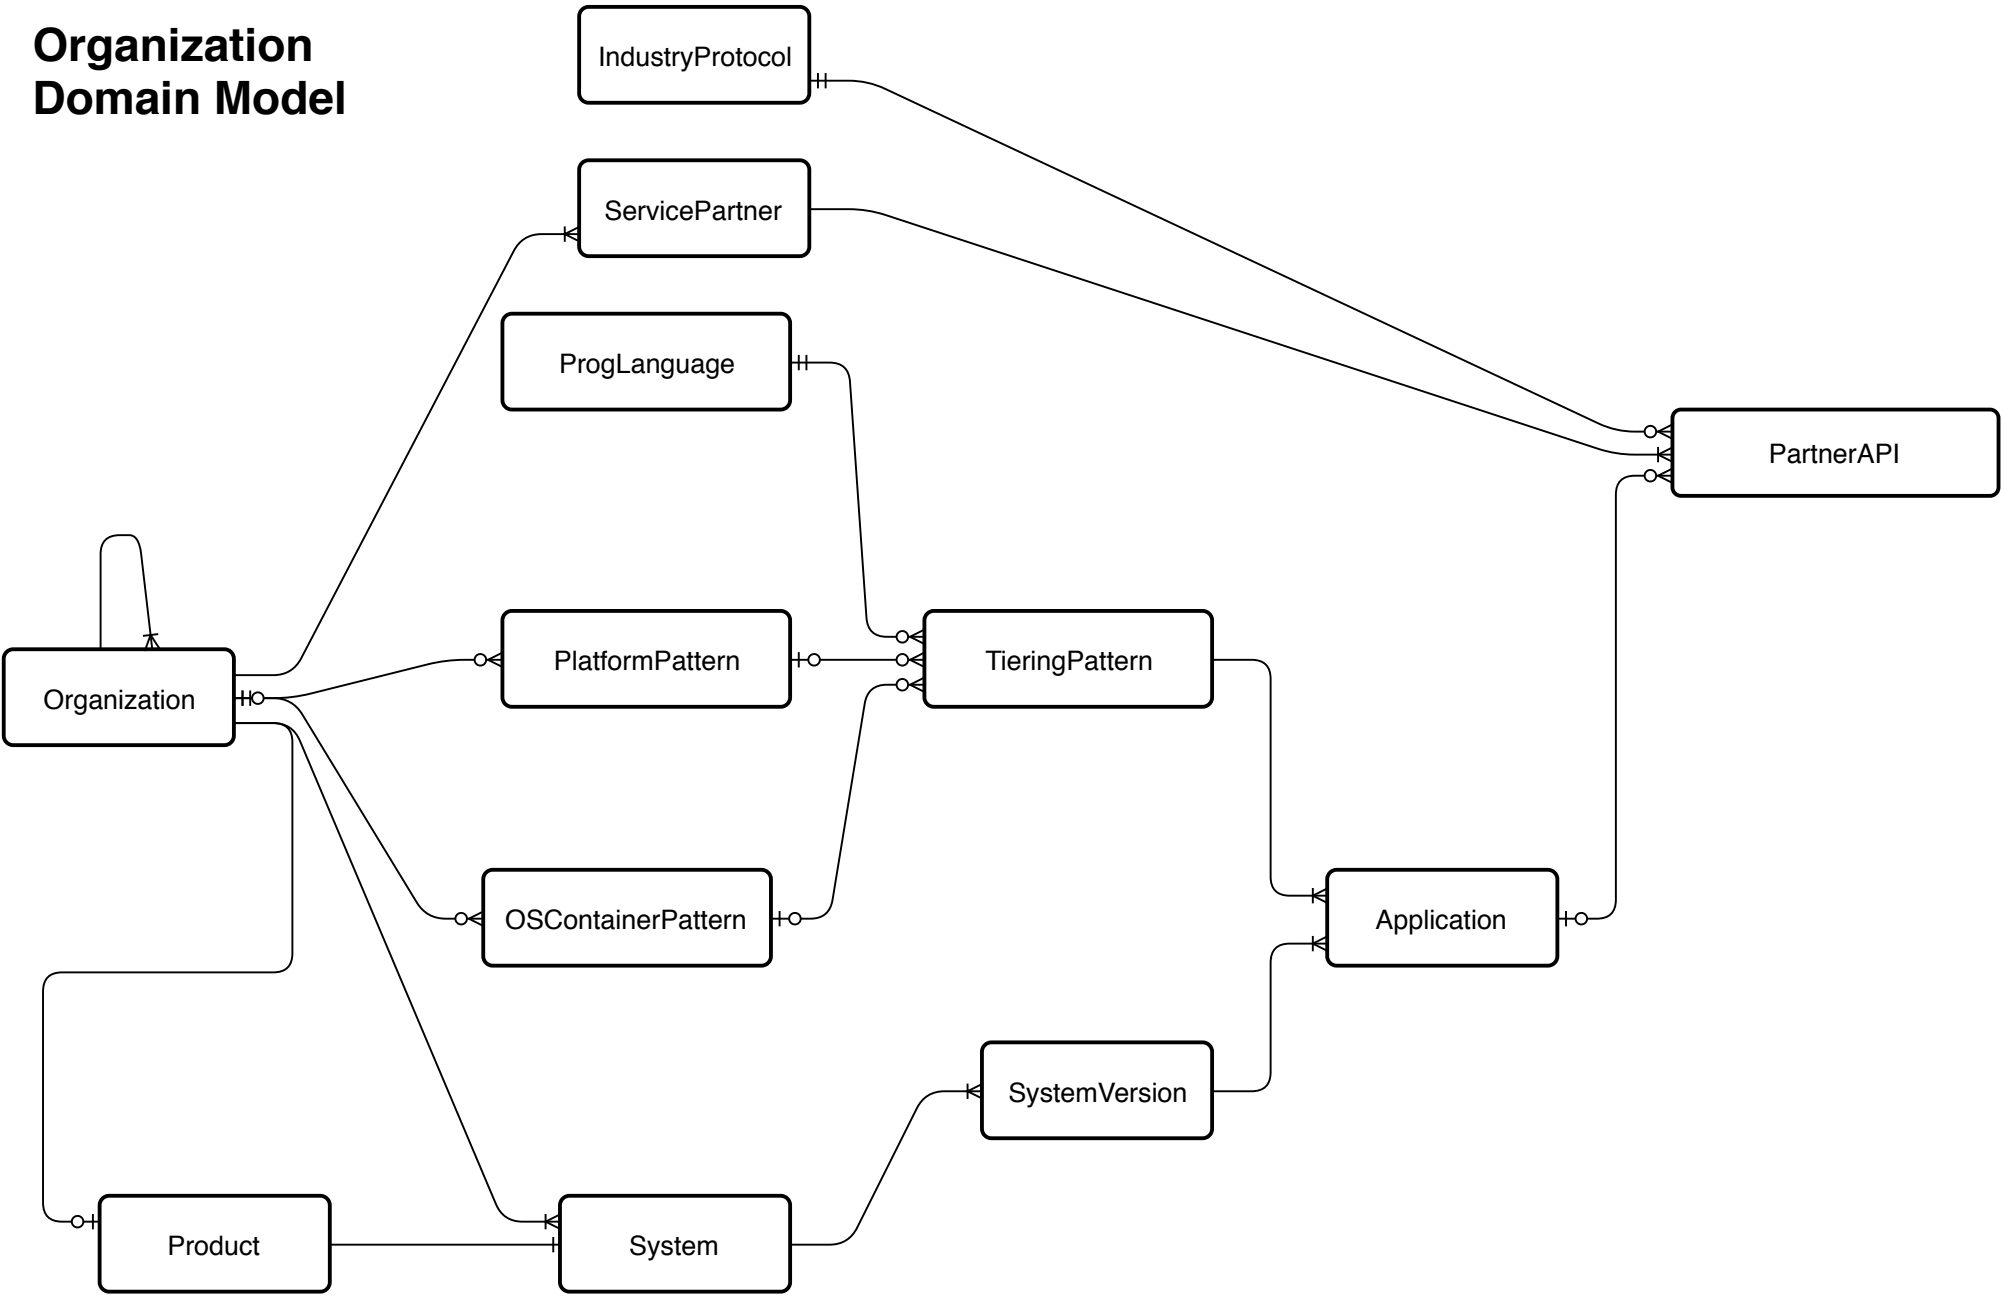 Organization
Domain Model
IndustryProtocol
ServicePartner
ProgLanguage
PartnerAPI
PlatformPattern
TieringPattern
Organization
OSContainerPattern
Application
SystemVersion
Product
System